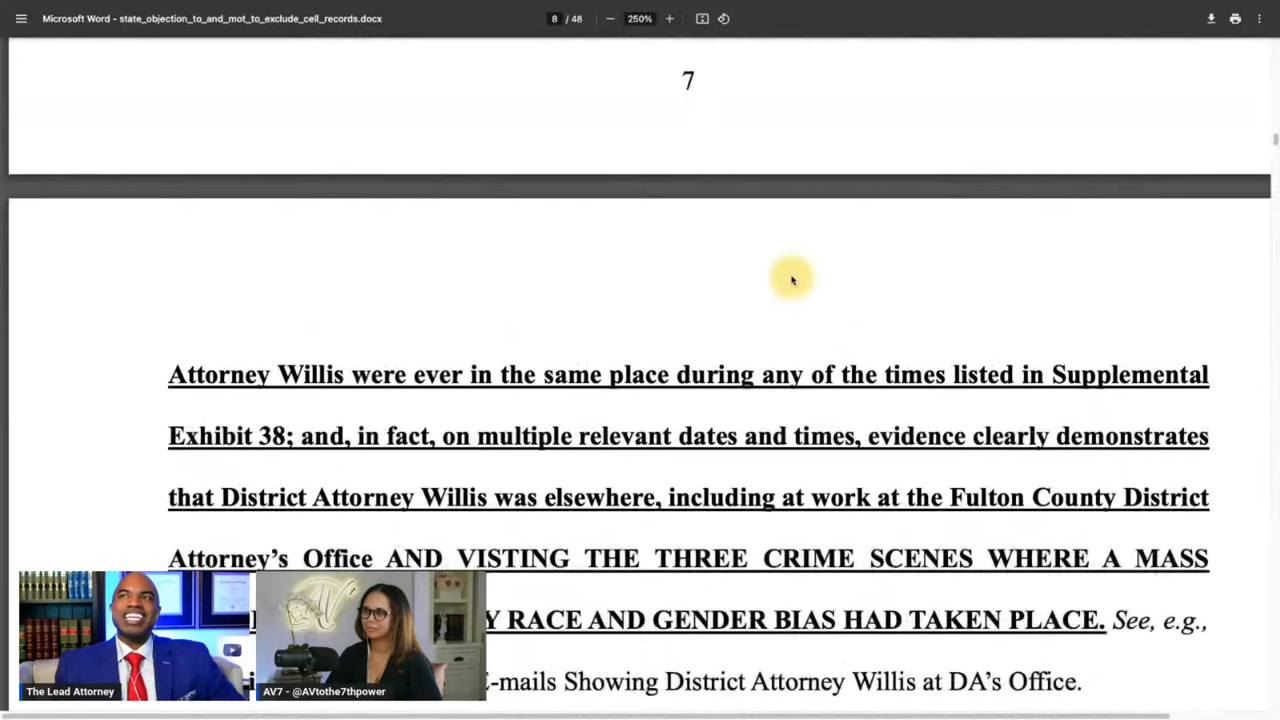 Microsoft Word - state_objection_to_and_mot_to_exclude_cell_records.docx
8 / 48
250%
7
Attorney Willis were ever in the same place during any of the times listed in Supplemental
Exhibit 38; and, in fact, on multiple relevant dates and times, evidence clearly demonstrates
that District Attorney Willis was elsewhere, including at work at the Fulton County District
Attorney's Office AND VISTING THE THREE CRIME SCENES WHERE A MASS
Y RACE AND GENDER BIAS HAD TAKEN PLACE. See, e.g.,
E-mails Showing District Attorney Willis at DA's Office.
The Lead Attorney
AV7 - @AVtothe7thpower